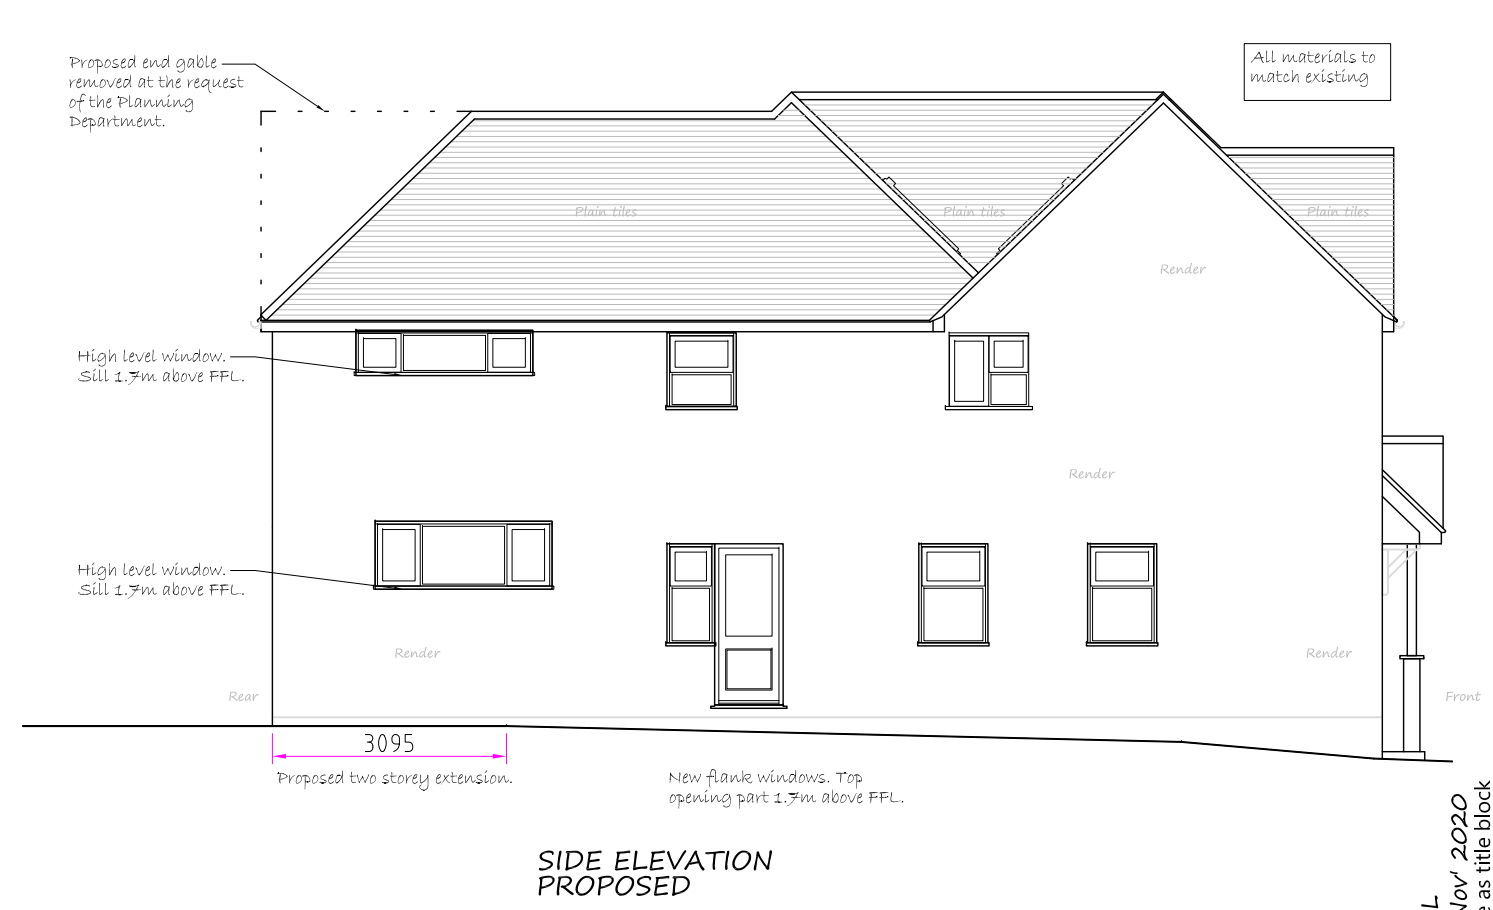 Proposed end gable
removed at the request
of the Planning
Department.
All materials to
match existing
Plain tiles
Plain tiles
Plain tiles
Render
High level window.
Sill 1.7m above FFL.
Render
High level window.
Sill 1.7m above FFL.
Render
Render
Rear
Front
3095
Proposed two storey extension.
New flank windows. Top
opening part 1.7m above FFL.
SIDE ELEVATION
PROPOSED
Nov' 2020
as title block